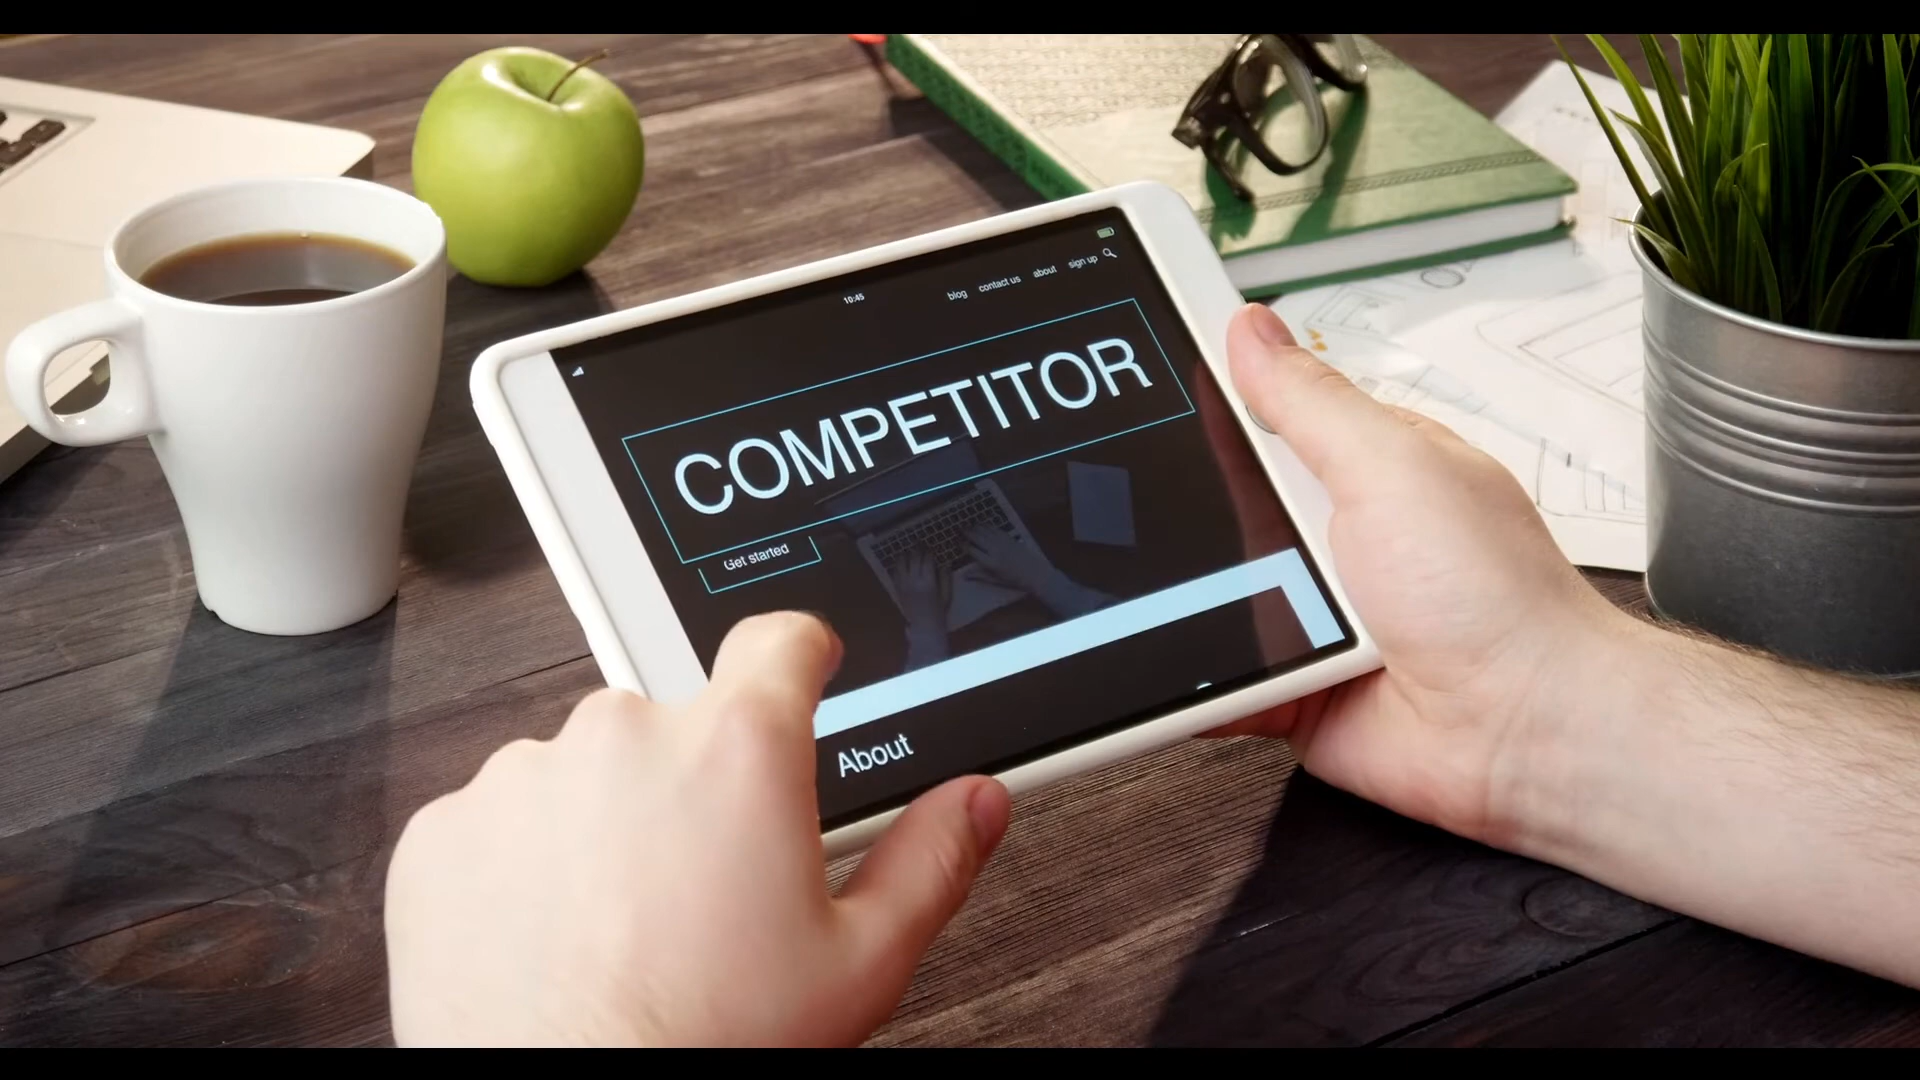 10:45
blog contact us about sign up
COMPETITOR
Get started
About